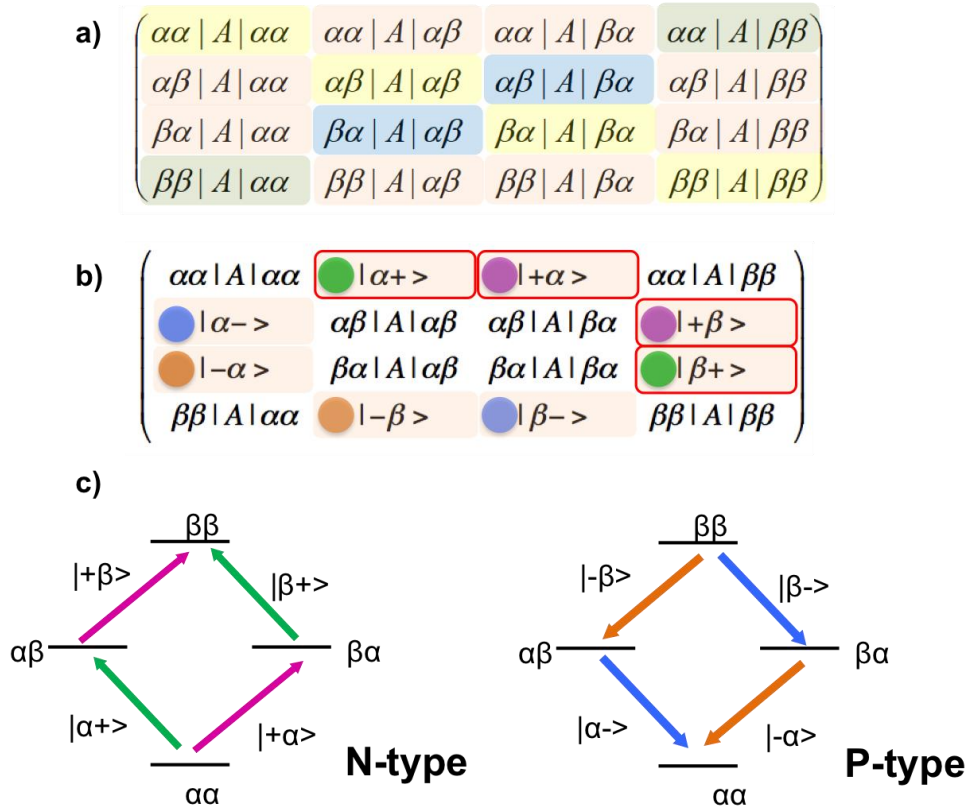 a)
αα | A | αα αα | A | αβ αα | A | βα αα | A | ββ
αβ | A | αα αβ | A | αβ αβ | A | βα αβ | A | ββ
βα | A | αα βα | A | αβ βα | A | βα βα | A | ββ
ββ | A | αα ββ | A | αβ ββ | A | βα ββ | A | ββ
b)
αα | A | αα | α+ > | +α > αα | A | ββ
| α− > αβ | A | αβ αβ | A | βα | +β >
| −α > βα | A | αβ βα | A | βα | β+ >
ββ | A | αα | −β > | β− > ββ | A | ββ
c)
ββ ββ
|+β> |β+> |-β> |β->
αβ βα αβ βα
|α+> |+α> |α-> |-α>
N-type P-type
αα αα